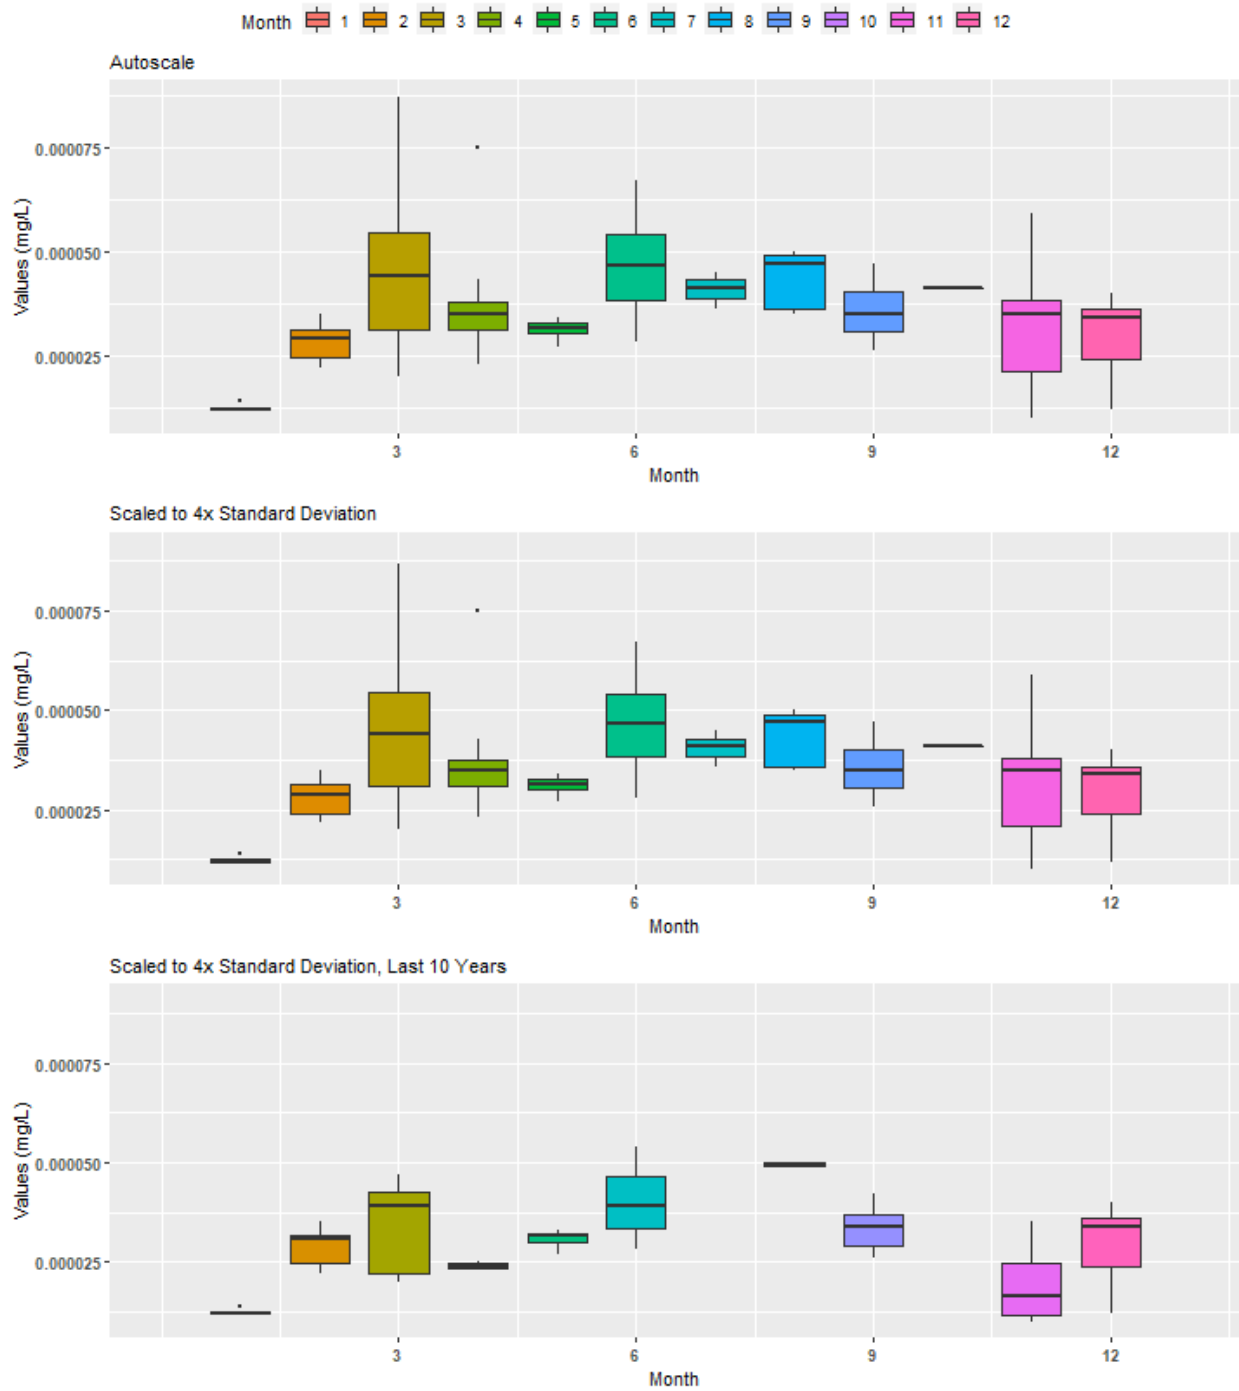 Month 1 2 3 4 5 6 7 8 9 10 11 12
Autoscale
Values (mg/L)
0.000075
0.000050
0.000025
3 6 9 12
Month
Scaled to 4x Standard Deviation
Values (mg/L)
0.000075
0.000050
0.000025
3 6 9 12
Month
Scaled to 4x Standard Deviation, Last 10 Years
Values (mg/L)
0.000075
0.000050
0.000025
3 6 9 12
Month